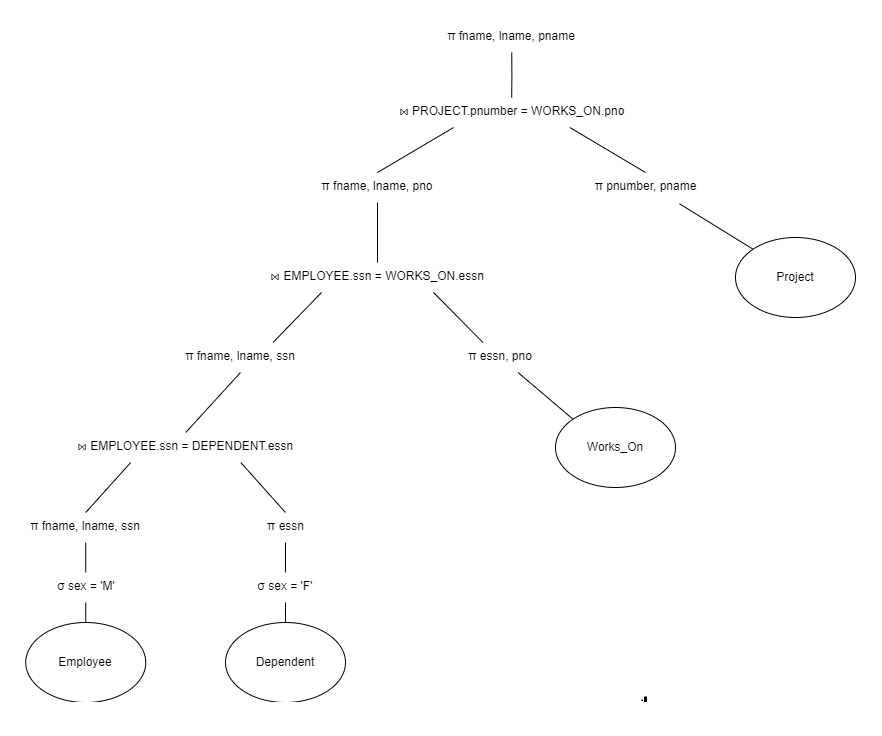 π fname, lname, pname
⋈ PROJECT.pnumber = WORKS_ON.pno
π fname, lname, pno
π pnumber, pname
Project
⋈ EMPLOYEE.ssn = WORKS_ON.essn
π fname, lname, ssn
π essn, pno
Works_On
⋈ EMPLOYEE.ssn = DEPENDENT.essn
π fname, lname, ssn
π essn
σ sex = 'M'
σ sex = 'F'
Employee
Dependent